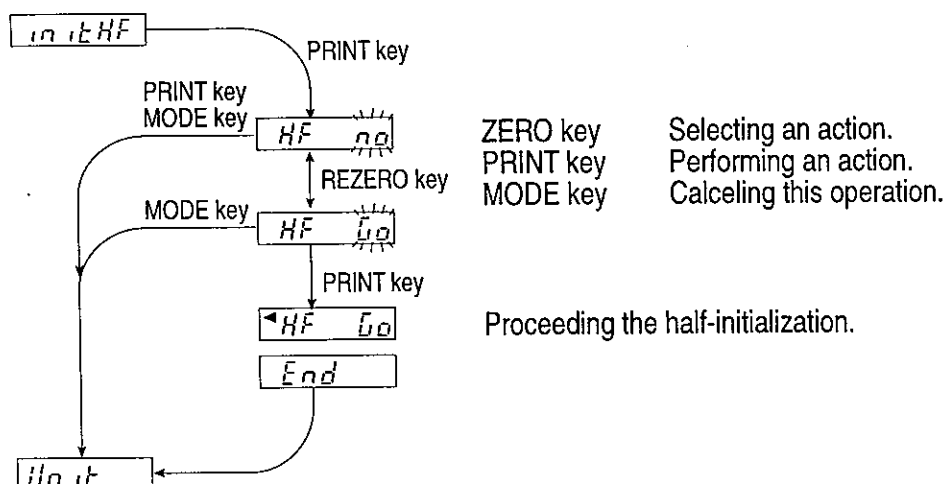 init HF
PRINT key
PRINT key
MODE key
HF no
ZERO key Selecting an action.
PRINT key Performing an action.
MODE key Calceling this operation.
REZERO key
MODE key
HF Go
PRINT key
◄HF Go
Proceeding the half-initialization.
End
Unit